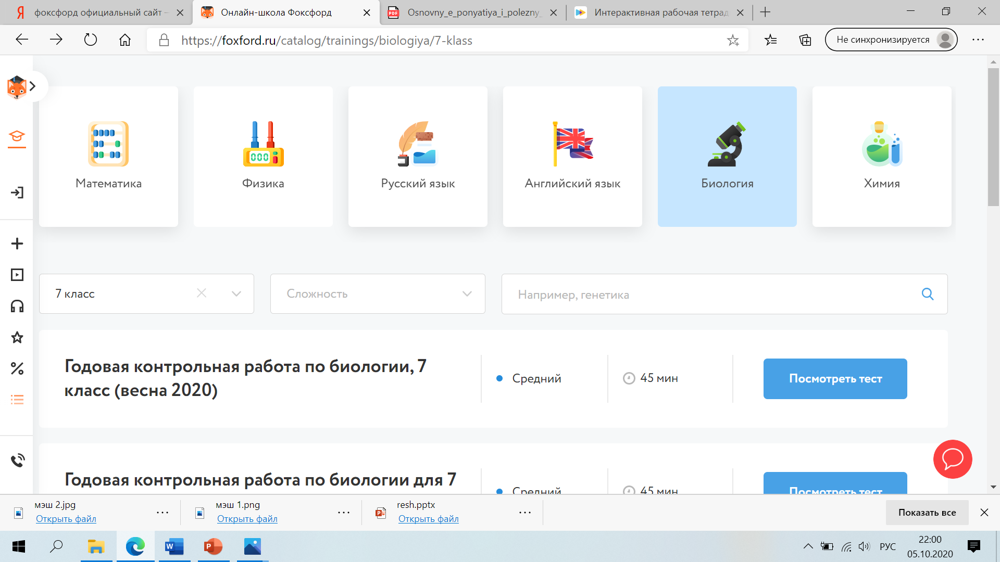 фоксфорд официальный сайт –
Онлайн-школа Фоксфорд
Osnovny_e_ponyatiya_i_polezny_
Интерактивная рабочая тетрад
https://foxford.ru/catalog/trainings/biologiya/7-klass
Не синхронизируется
Математика
Физика
Русский язык
Английский язык
Биология
Химия
7 класс
Сложность
Например, генетика
Годовая контрольная работа по биологии, 7
класс (весна 2020)
Средний
45 мин
Посмотреть тест
Годовая контрольная работа по биологии для 7
Средний
45 мин
Посмотреть тест
мэш 2.jpg
Открыть файл
мэш 1.png
Открыть файл
resh.pptx
Открыть файл
Показать все
РУС
22:00
05.10.2020